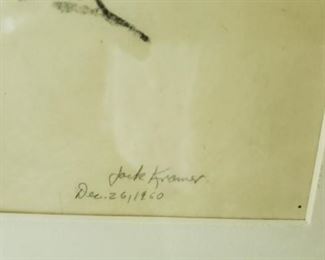 Jack Kramer
Dec. 26, 1960